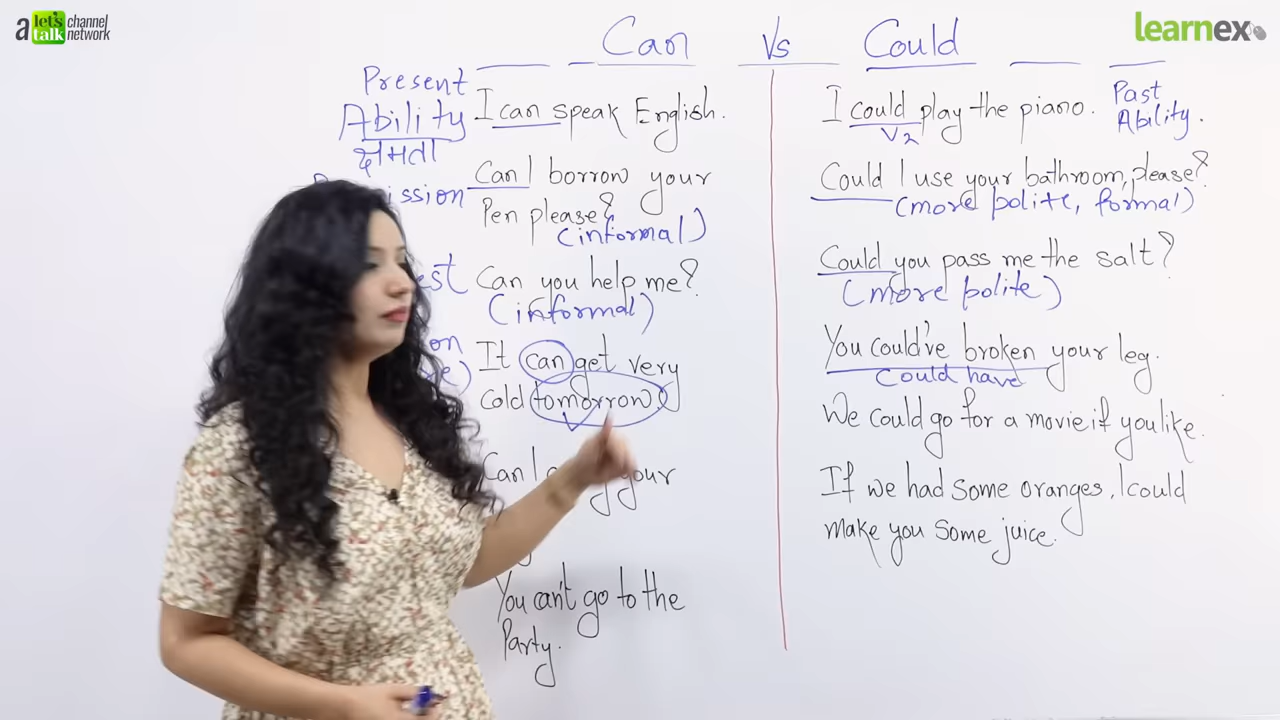 a let's talk channel network
learnex
Can Vs Could
Present
Ability
क्षमता
I can speak English.
Can I borrow your
Pen please?
(informal)
Can you help me?
(informal)
It can get very
cold tomorrow.
Can I your
You can't go to the
Party.
I could play the piano.
V2
Past
Ability.
Could I use your bathroom, please?
(more polite, formal)
Could you pass me the salt?
(more polite)
You could've broken your leg.
Could have
We could go for a movie if you like.
If we had some oranges, I could
make you some juice.